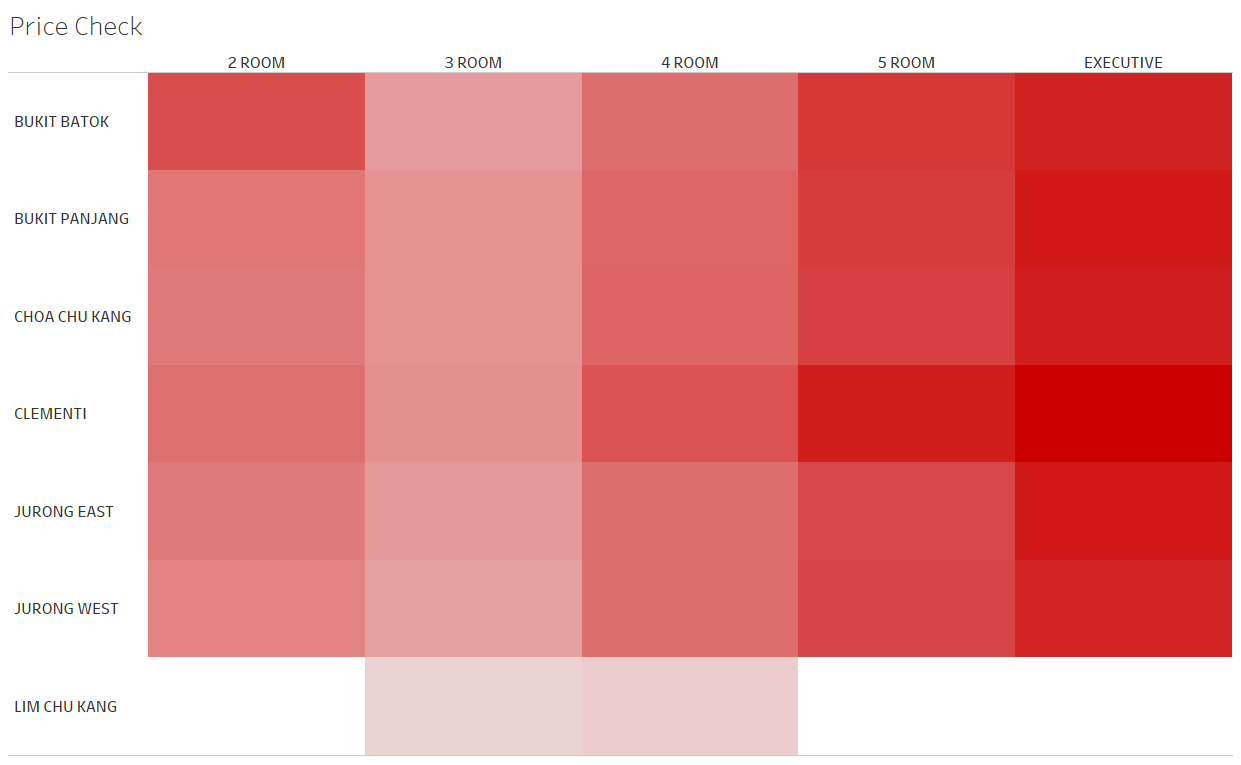 Price Check
2 ROOM 3 ROOM 4 ROOM 5 ROOM EXECUTIVE
BUKIT BATOK
BUKIT PANJANG
CHOA CHU KANG
CLEMENTI
JURONG EAST
JURONG WEST
LIM CHU KANG